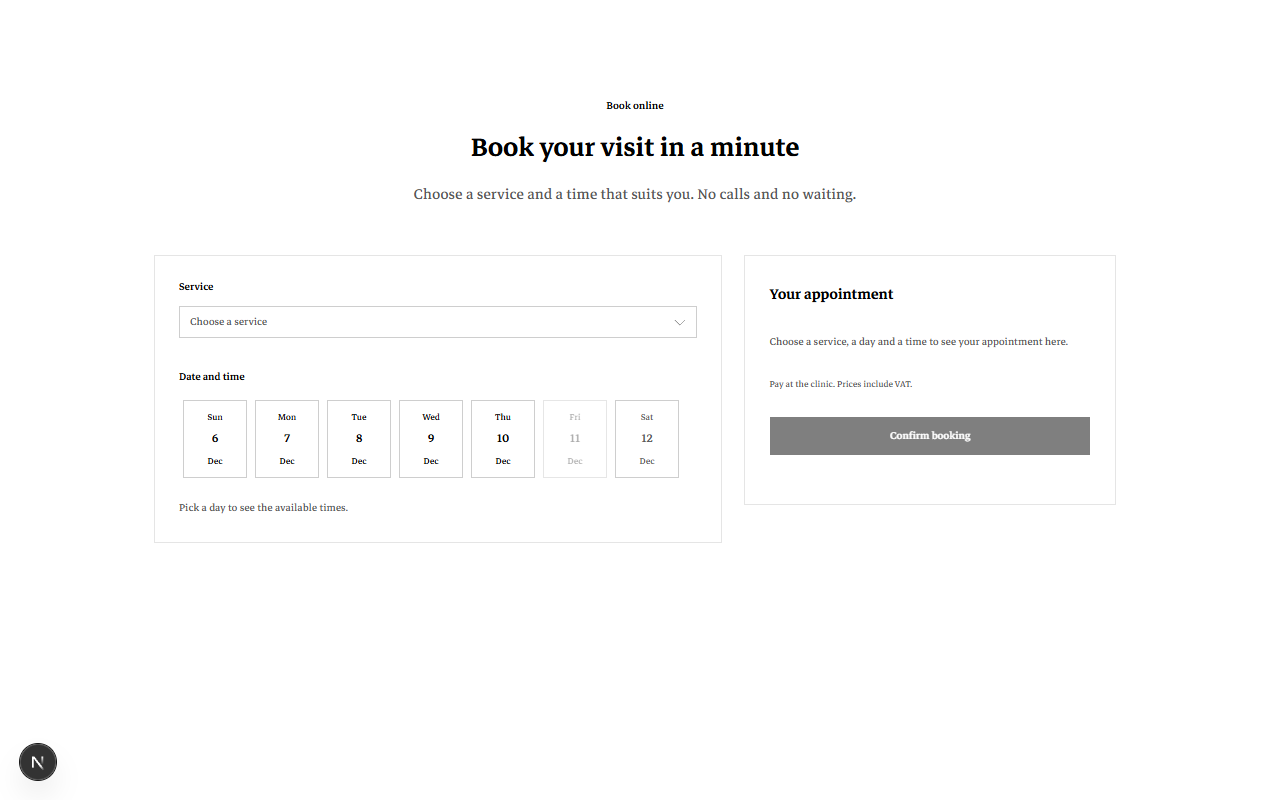 Book online
Book your visit in a minute
Choose a service and a time that suits you. No calls and no waiting.
Service
Choose a service
Date and time
Sun Mon Tue Wed Thu Fri Sat
6 7 8 9 10 11 12
Dec Dec Dec Dec Dec Dec Dec
Pick a day to see the available times.
Your appointment
Choose a service, a day and a time to see your appointment here.
Pay at the clinic. Prices include VAT.
Confirm booking
N